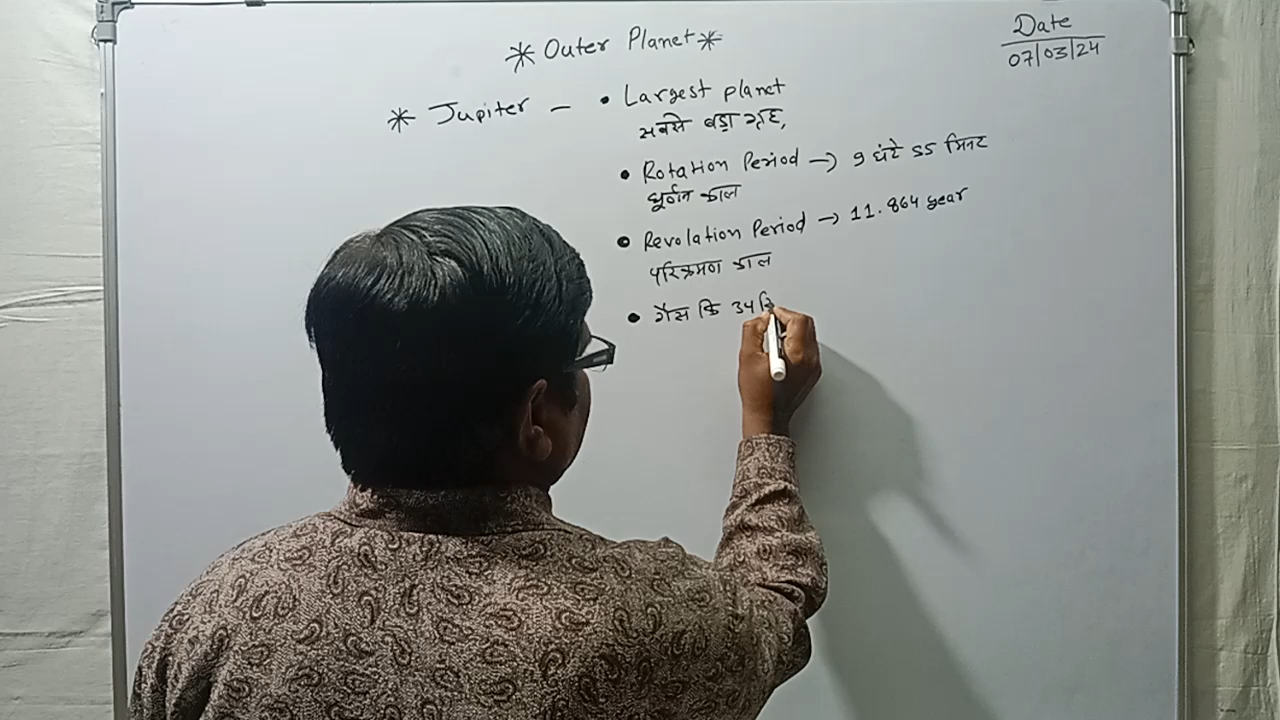 * Outer Planet *
Date
07/03/24
* Jupiter - • Largest planet
सबसे बड़ा ग्रह,
• Rotation Period → 9 घंटे 55 मिनट
घूर्णन काल
• Revolation Period → 11.864 year
परिक्रमण काल
• गैस कि